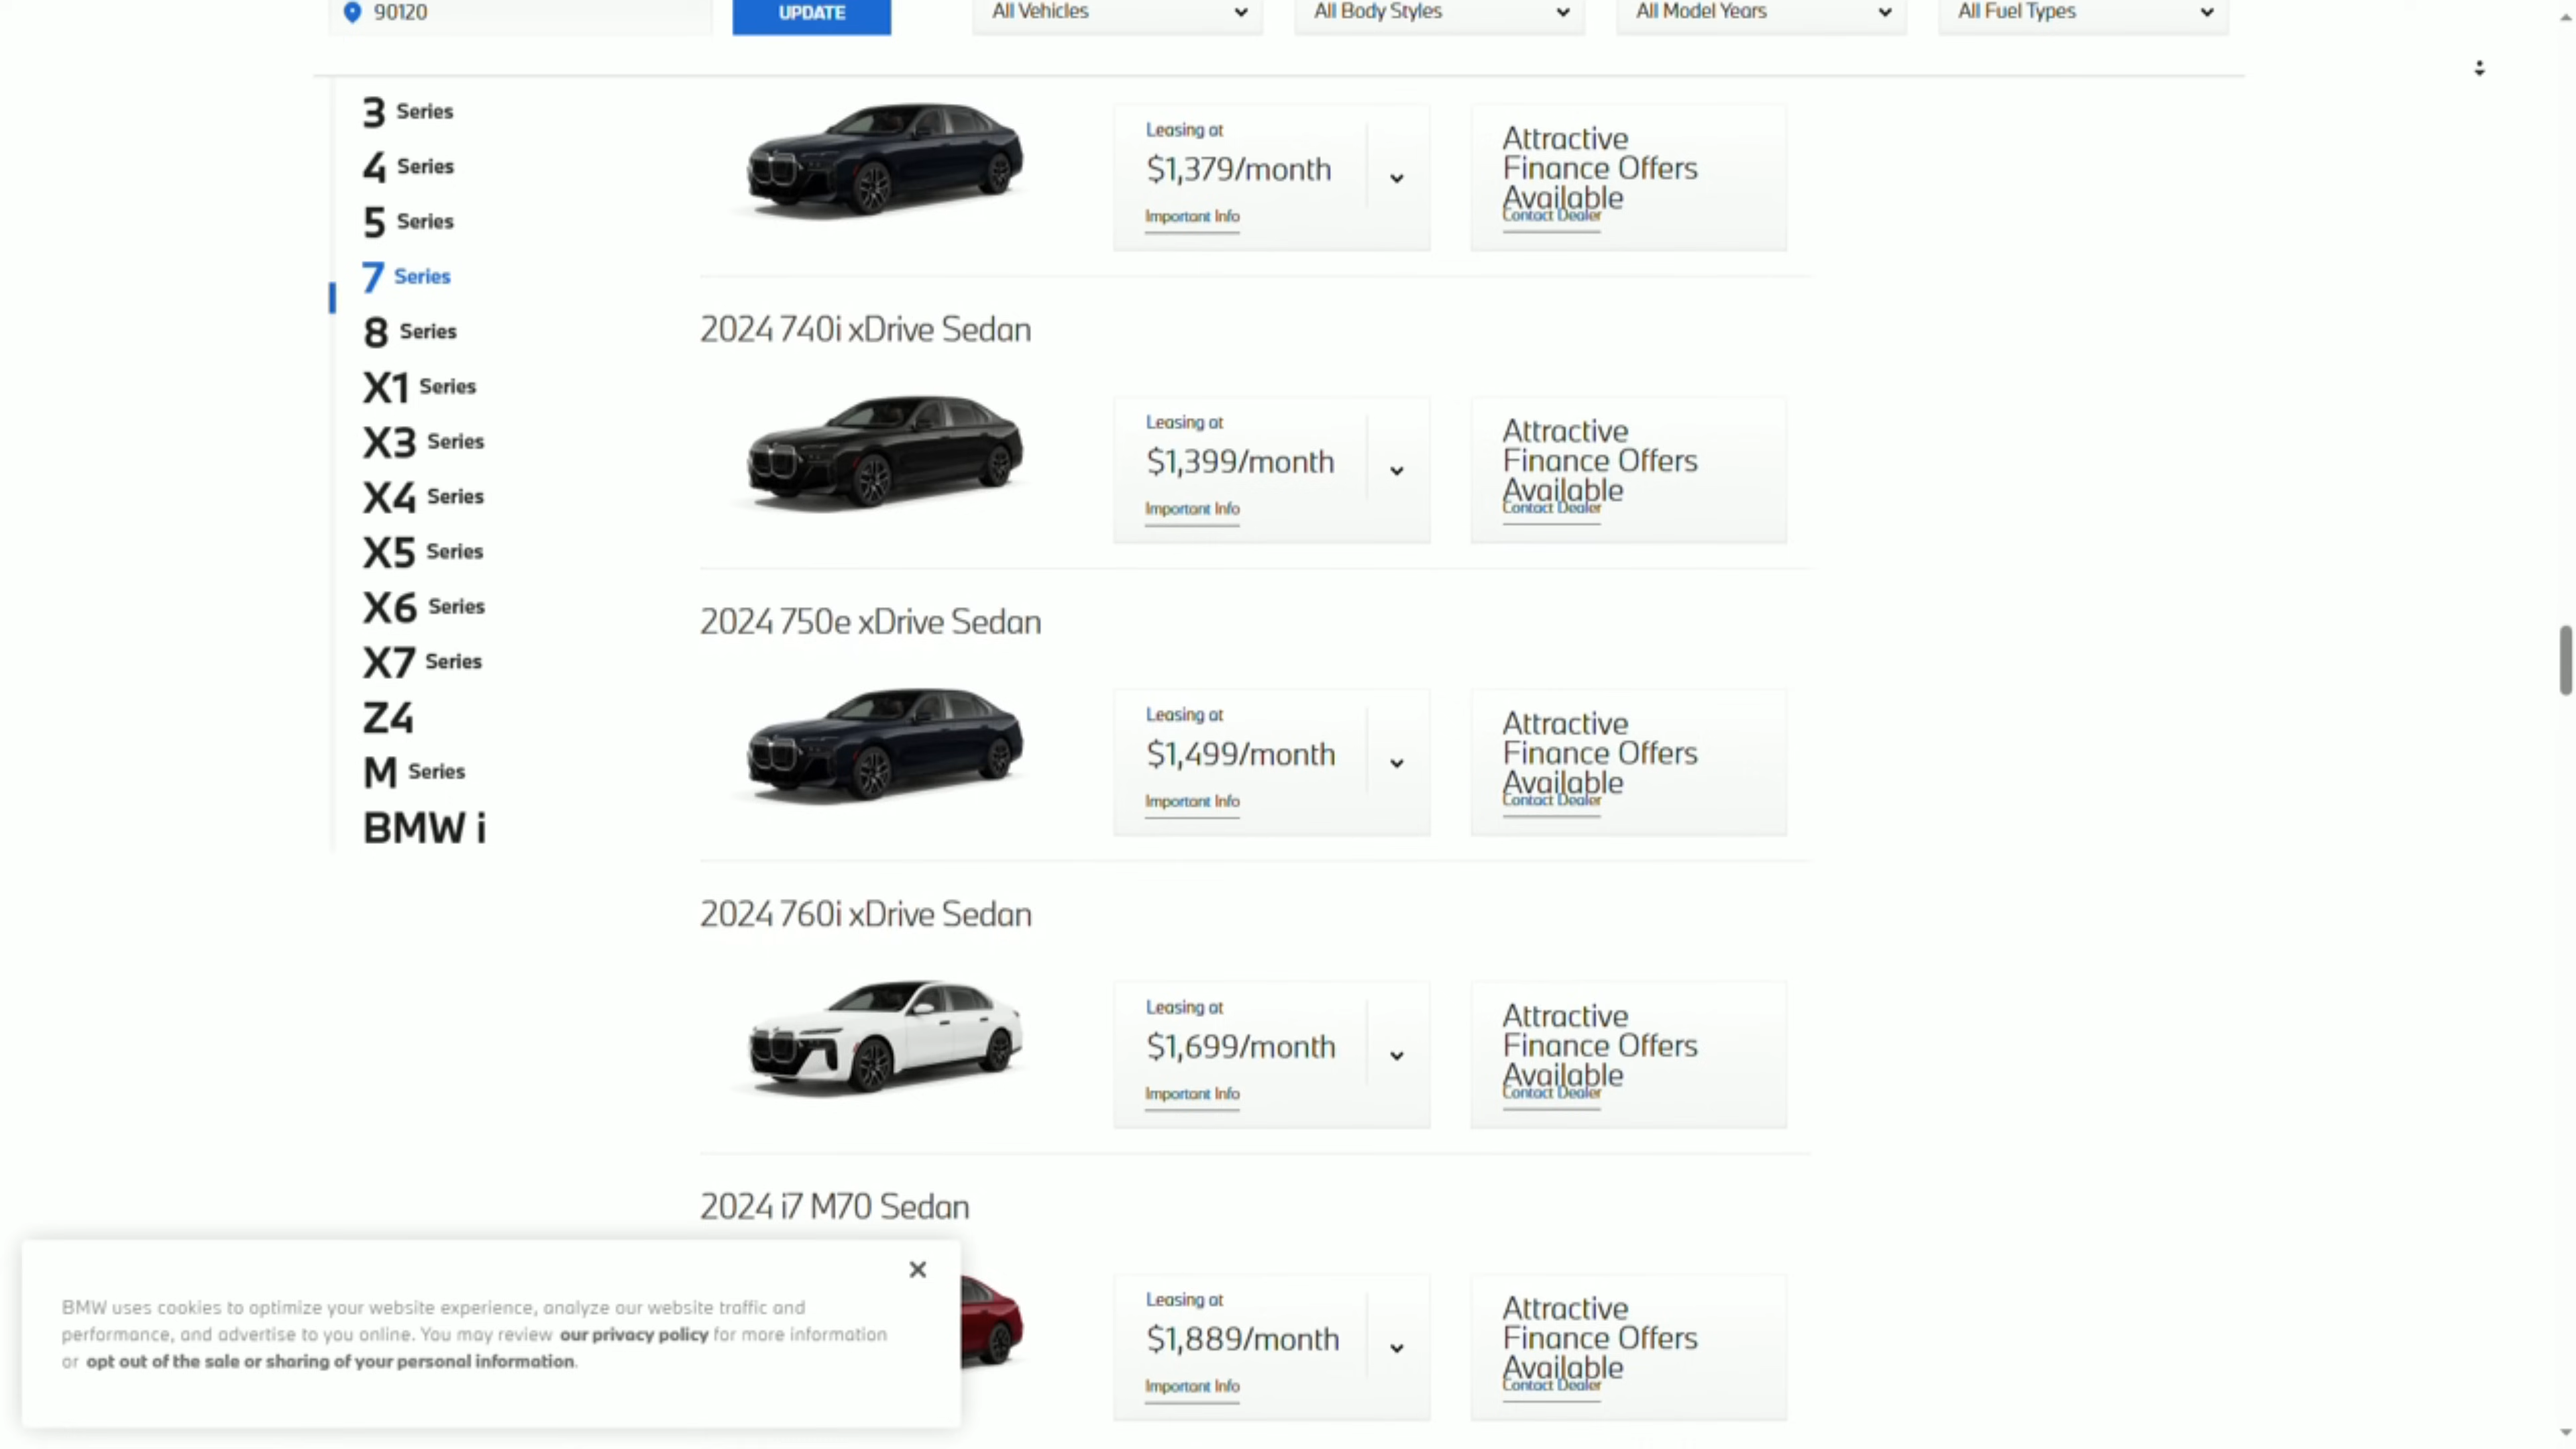 90120
UPDATE
All Vehicles
All Body Styles
All Model Years
All Fuel Types
3 Series
4 Series
5 Series
7 Series
8 Series
X1 Series
X3 Series
X4 Series
X5 Series
X6 Series
X7 Series
Z4
M Series
BMW i
Leasing at
$1,379/month
Important Info
Attractive
Finance Offers
Available
Contact Dealer
2024 740i xDrive Sedan
Leasing at
$1,399/month
Important Info
Attractive
Finance Offers
Available
Contact Dealer
2024 750e xDrive Sedan
Leasing at
$1,499/month
Important Info
Attractive
Finance Offers
Available
Contact Dealer
2024 760i xDrive Sedan
Leasing at
$1,699/month
Important Info
Attractive
Finance Offers
Available
Contact Dealer
2024 i7 M70 Sedan
Leasing at
$1,889/month
Important Info
Attractive
Finance Offers
Available
Contact Dealer
BMW uses cookies to optimize your website experience, analyze our website traffic and
performance, and advertise to you online. You may review our privacy policy for more information
or opt out of the sale or sharing of your personal information.